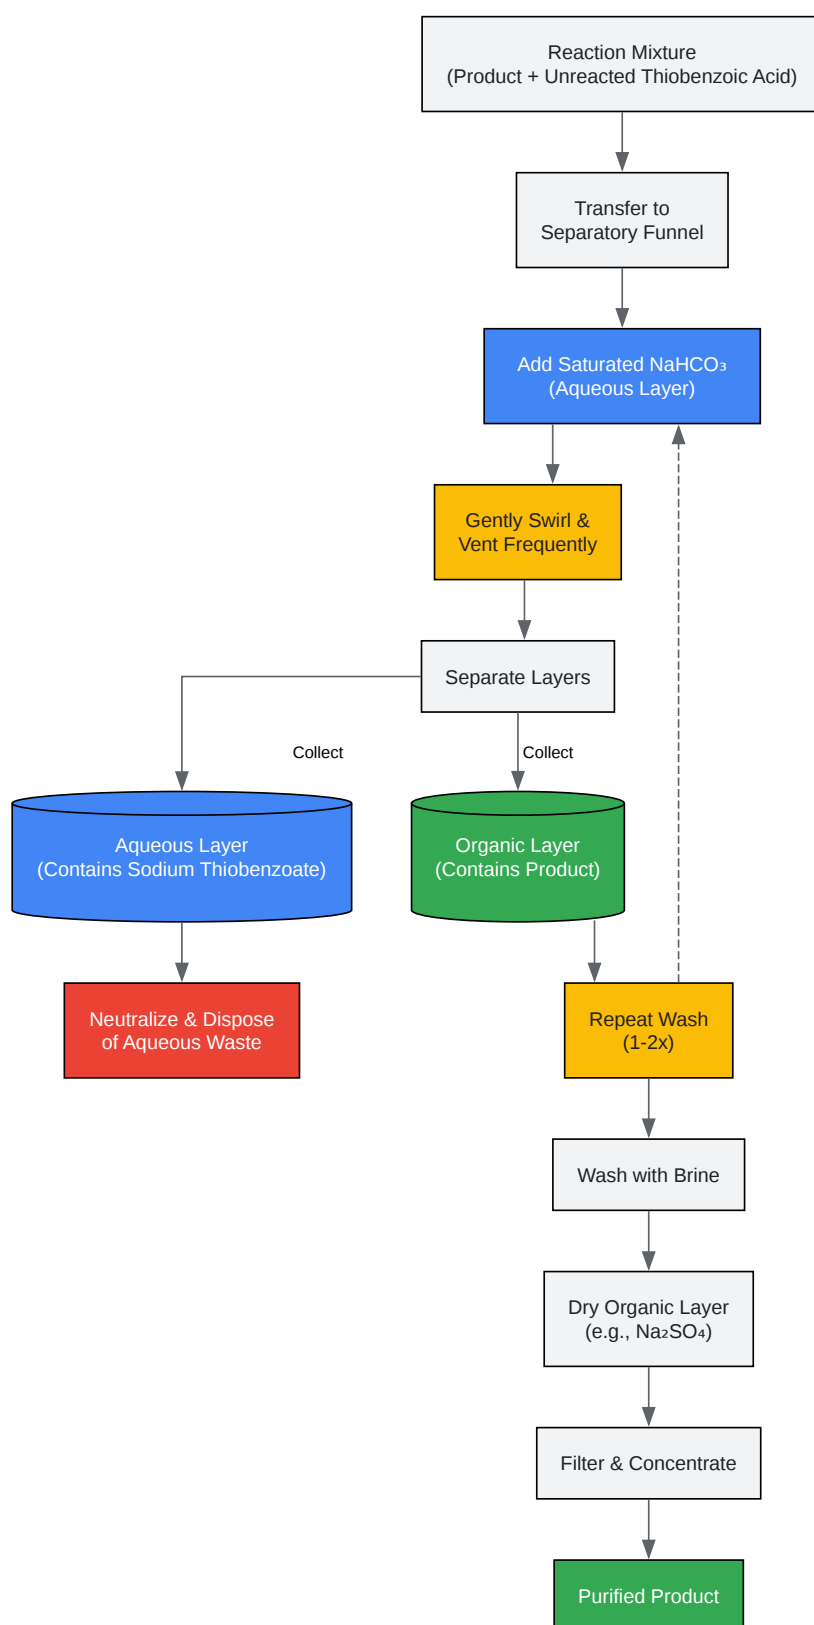 Reaction Mixture
(Product + Unreacted Thiobenzoic Acid)
Transfer to
Separatory Funnel
Add Saturated NaHCO₃
(Aqueous Layer)
Gently Swirl &
Vent Frequently
Separate Layers
Collect
Collect
Aqueous Layer
(Contains Sodium Thiobenzoate)
Organic Layer
(Contains Product)
Neutralize & Dispose
of Aqueous Waste
Repeat Wash
(1-2x)
Wash with Brine
Dry Organic Layer
(e.g., Na₂SO₄)
Filter & Concentrate
Purified Product